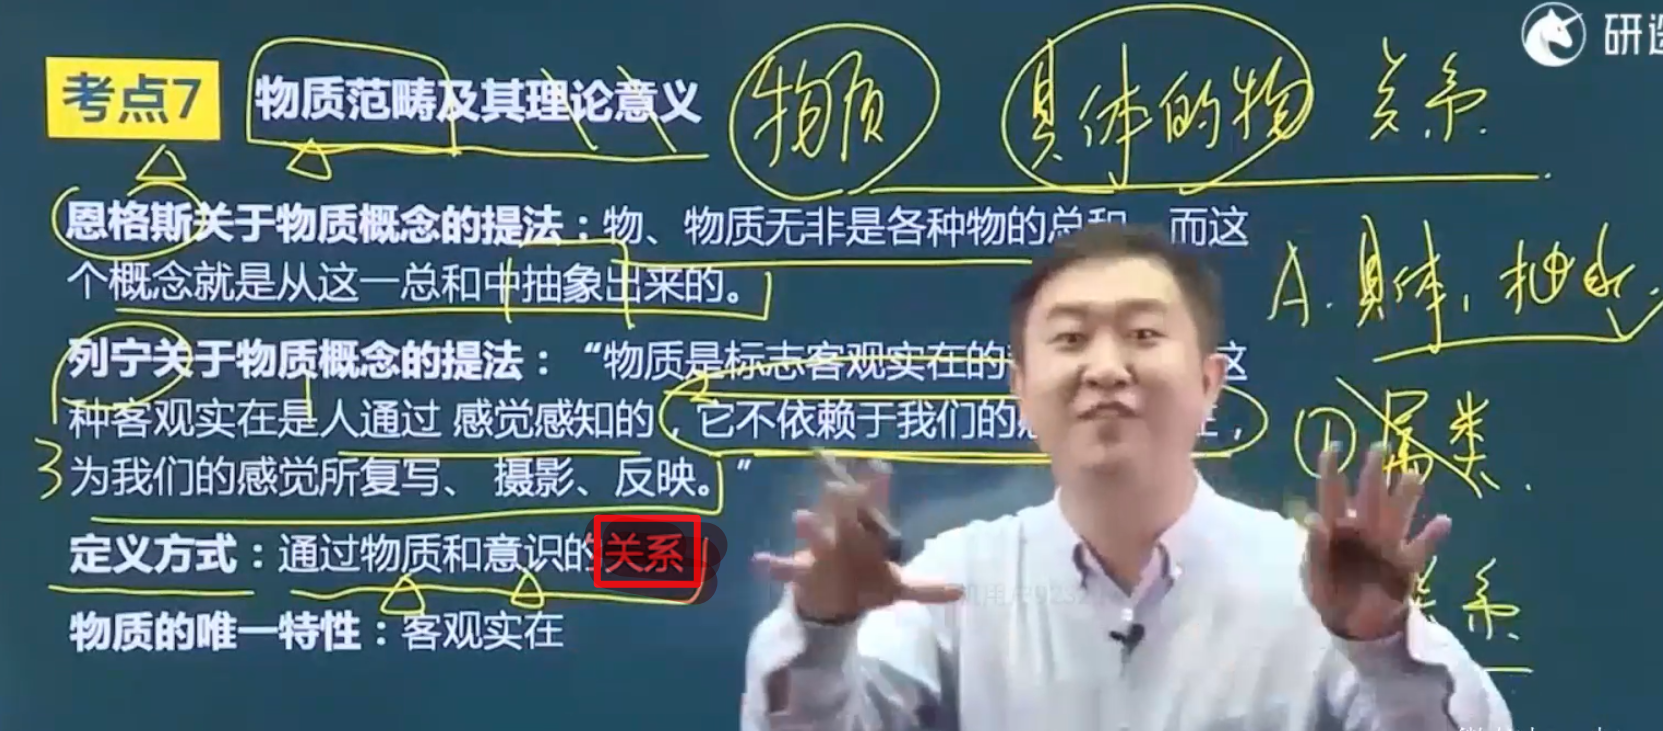 研
考点7 物质范畴及其理论意义 物质 具体的物 关系
恩格斯关于物质概念的提法：物、物质无非是各种物的总和 而这
个概念就是从这一总和中抽象出来的。
A. 具体, 抽象
列宁关于物质概念的提法：“物质是标志客观实在的 这
种客观实在是人通过 感觉感知的，它不依赖于我们的 ，
① 属类
3
为我们的感觉所复写、 摄影、反映。”
定义方式：通过物质和意识的关系
系
物质的唯一特性：客观实在